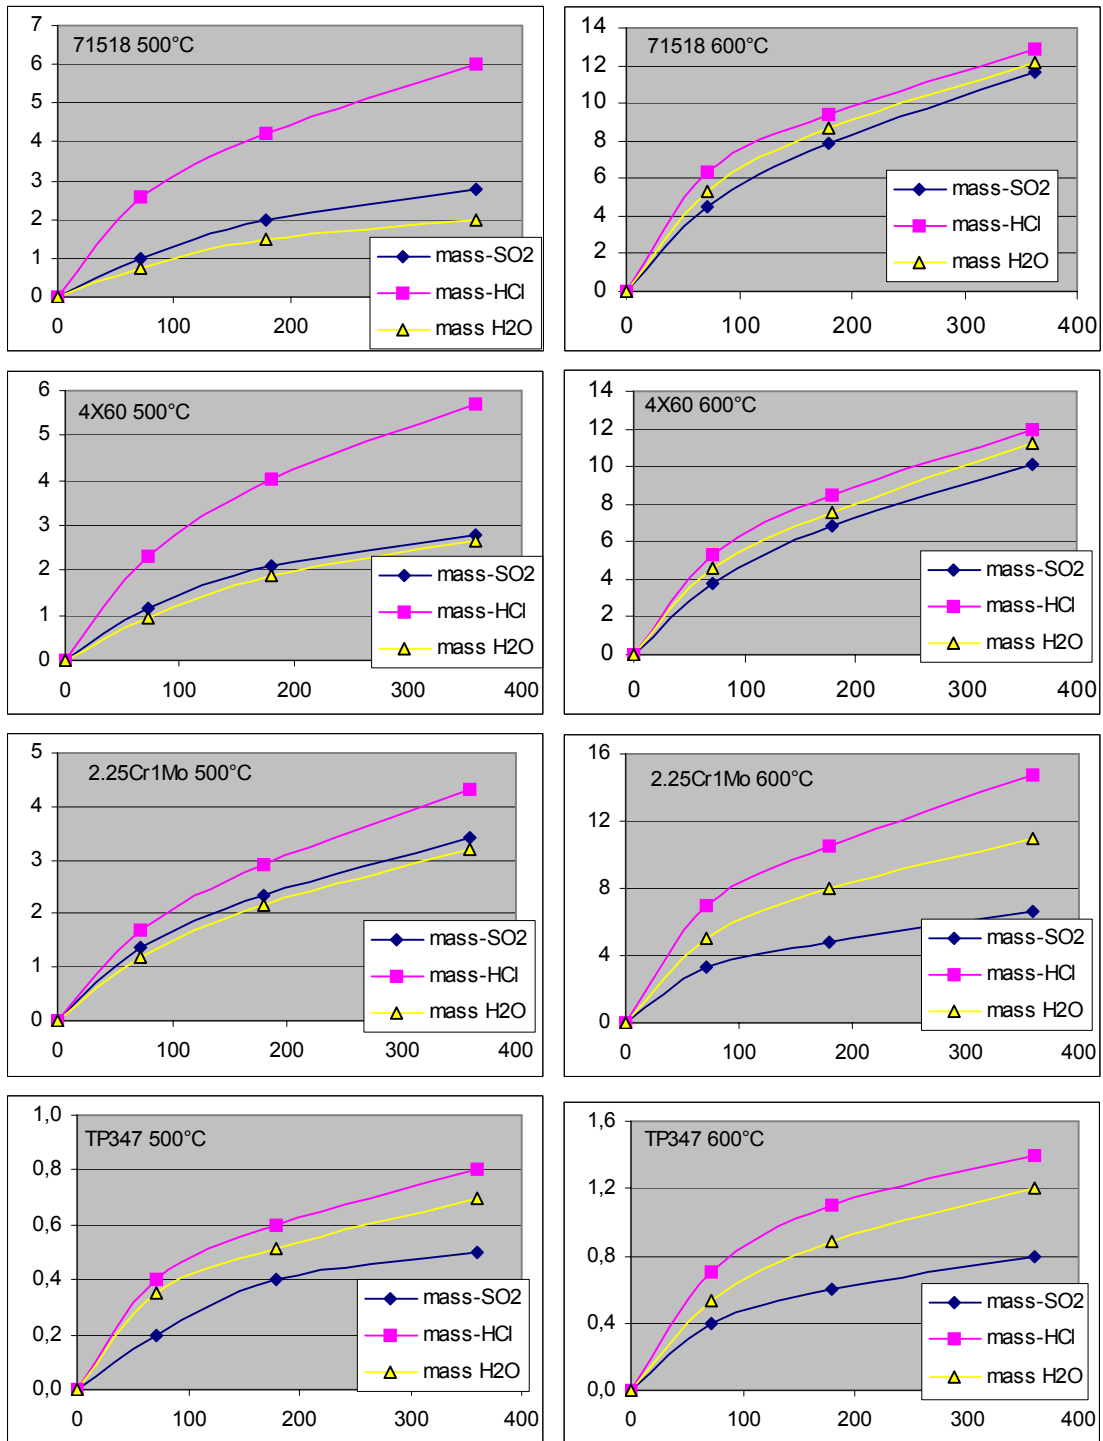 7
6
5
4
3
2
1
0
71518 500°C
mass-SO2
mass-HCl
mass H2O
0 100 200
14
12
10
8
6
4
2
0
71518 600°C
mass-SO2
mass-HCl
mass H2O
0 100 200 300 400
6
5
4
3
2
1
0
4X60 500°C
mass-SO2
mass-HCl
mass H2O
0 100 200 300 400
14
12
10
8
6
4
2
0
4X60 600°C
mass-SO2
mass-HCl
mass H2O
0 100 200 300 400
5
4
3
2
1
0
2.25Cr1Mo 500°C
mass-SO2
mass-HCl
mass H2O
0 100 200 300 400
16
12
8
4
0
2.25Cr1Mo 600°C
mass-SO2
mass-HCl
mass H2O
0 100 200 300 400
1,0
0,8
0,6
0,4
0,2
0,0
TP347 500°C
mass-SO2
mass-HCl
mass H2O
0 100 200 300 400
1,6
1,2
0,8
0,4
0,0
TP347 600°C
mass-SO2
mass-HCl
mass H2O
0 100 200 300 400